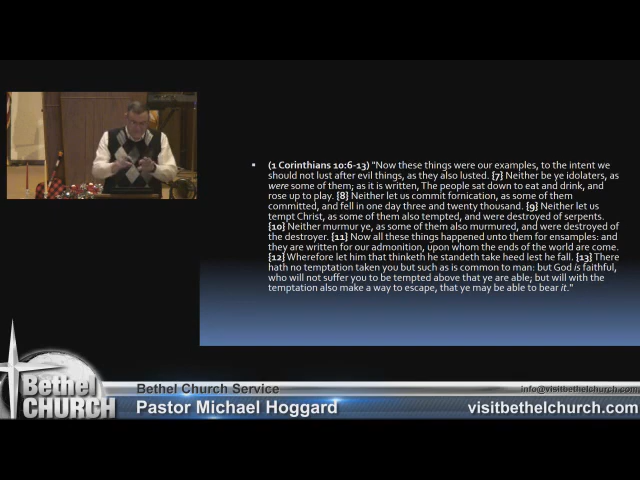 ▪ (1 Corinthians 10:6-13) "Now these things were our examples, to the intent we
should not lust after evil things, as they also lusted. {7} Neither be ye idolaters, as
were some of them; as it is written, The people sat down to eat and drink, and
rose up to play. {8} Neither let us commit fornication, as some of them
committed, and fell in one day three and twenty thousand. {9} Neither let us
tempt Christ, as some of them also tempted, and were destroyed of serpents.
{10} Neither murmur ye, as some of them also murmured, and were destroyed of
the destroyer. {11} Now all these things happened unto them for ensamples: and
they are written for our admonition, upon whom the ends of the world are come.
{12} Wherefore let him that thinketh he standeth take heed lest he fall. {13} There
hath no temptation taken you but such as is common to man: but God is faithful,
who will not suffer you to be tempted above that ye are able; but will with the
temptation also make a way to escape, that ye may be able to bear it."
Bethel
CHURCH
Bethel Church Service
info@visitbethelchurch.com
Pastor Michael Hoggard
visitbethelchurch.com